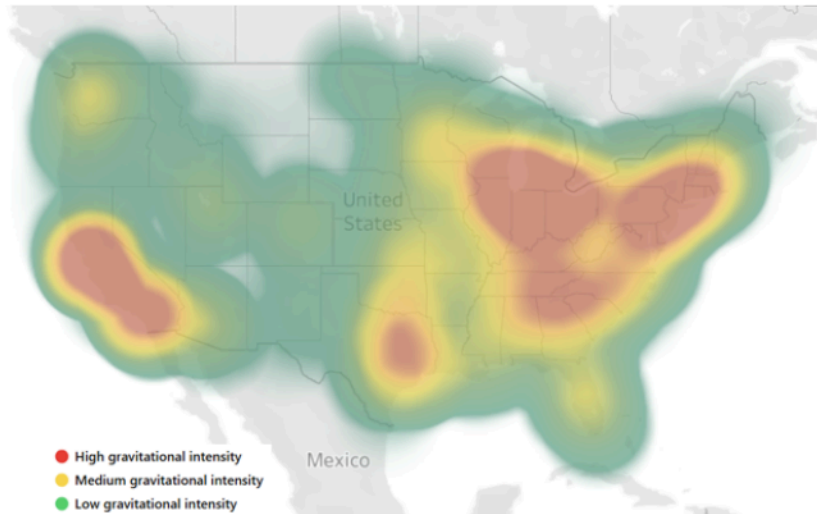 United
States
High gravitational intensity
Medium gravitational intensity
Mexico
Low gravitational intensity